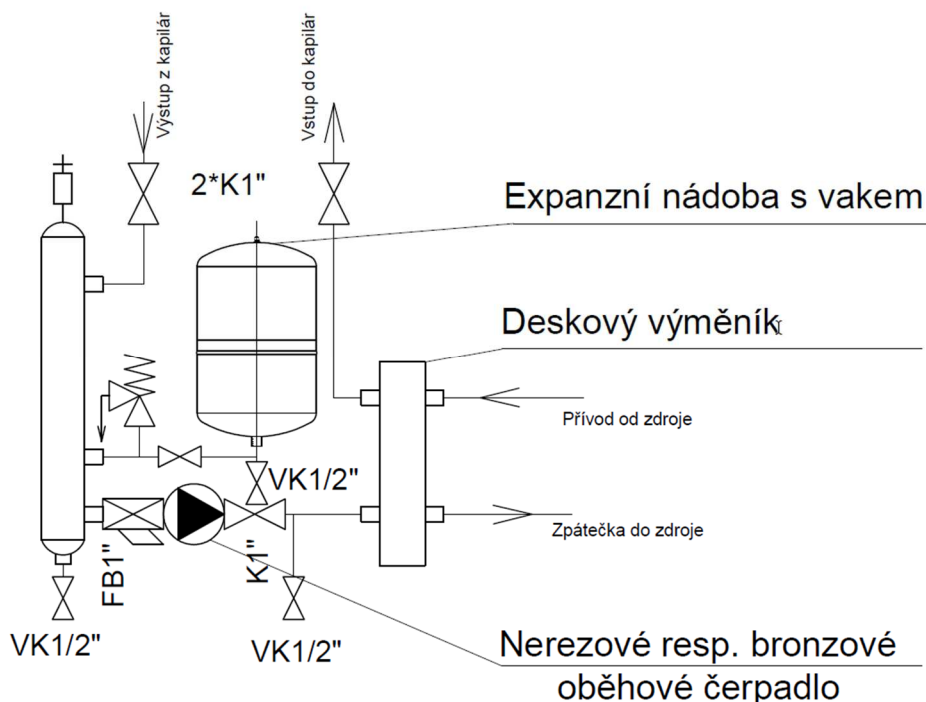 Výstup z kapilár
Vstup do kapilár
2*K1"
Expanzní nádoba s vakem
Deskový výměník
Přívod od zdroje
VK1/2"
Zpátečka do zdroje
FB1"
K1"
VK1/2"
VK1/2"
Nerezové resp. bronzové
oběhové čerpadlo